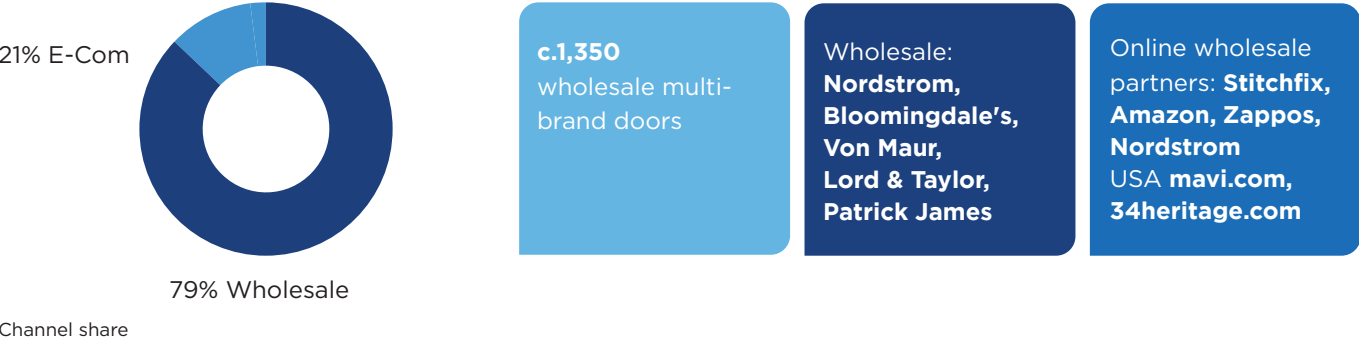 21% E-Com
79% Wholesale
Channel share
c.1,350
wholesale multi-
brand doors
Wholesale:
Nordstrom,
Bloomingdale's,
Von Maur,
Lord & Taylor,
Patrick James
Online wholesale
partners: Stitchfix,
Amazon, Zappos,
Nordstrom
USA mavi.com,
34heritage.com